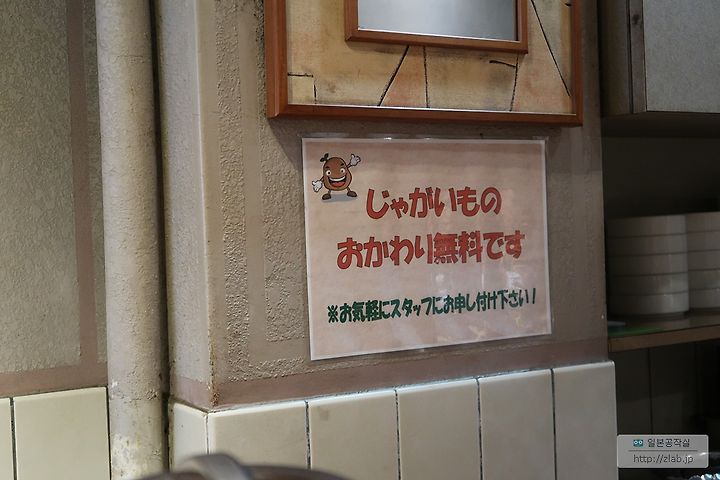 じゃがいもの
おかわり無料です
※お気軽にスタッフにお申し付け下さい！
일본공작실
http://zlab.jp